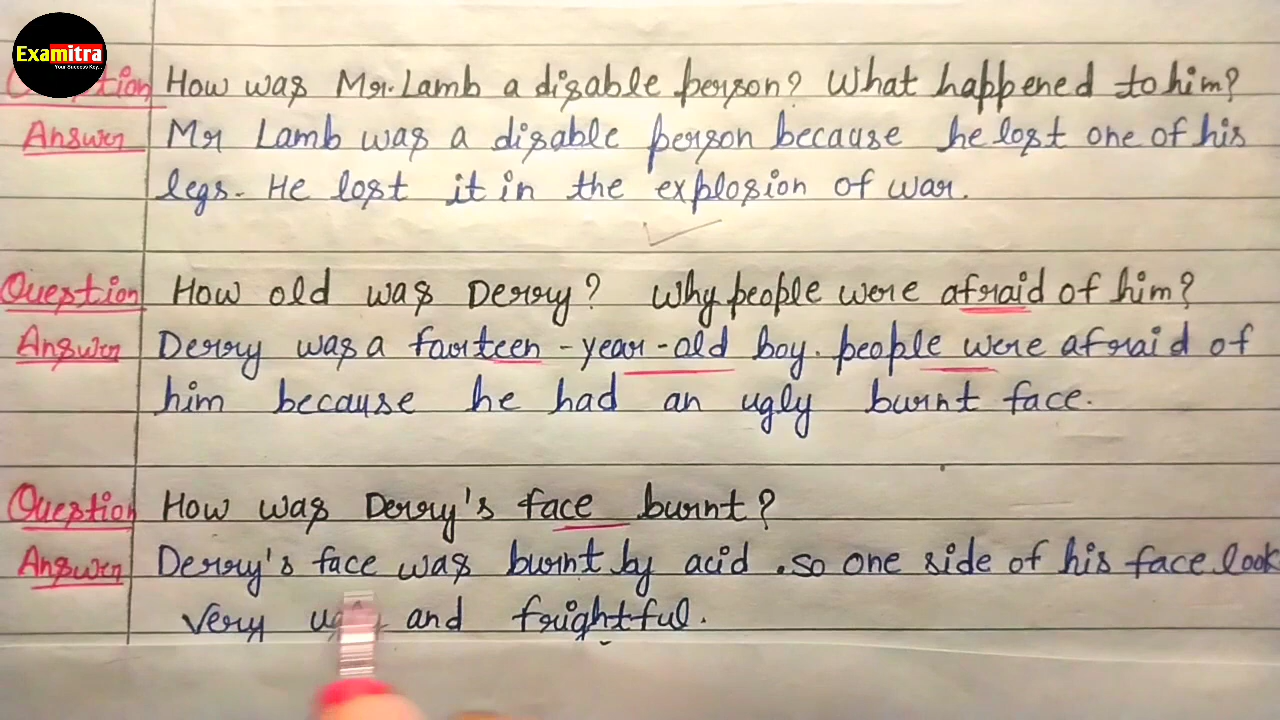 Examitra
Your Success Key...
Question How was Mr. Lamb a disable person? What happened to him?
Answer Mr Lamb was a disable person because he lost one of his
legs. He lost it in the explosion of war.
Question How old was Derry? Why people were afraid of him?
Answer Derry was a fourteen-year-old boy. people were afraid of
him because he had an ugly burnt face.
Question How was Derry's face burnt?
Answer Derry's face was burnt by acid. so one side of his face look
very and frightful.